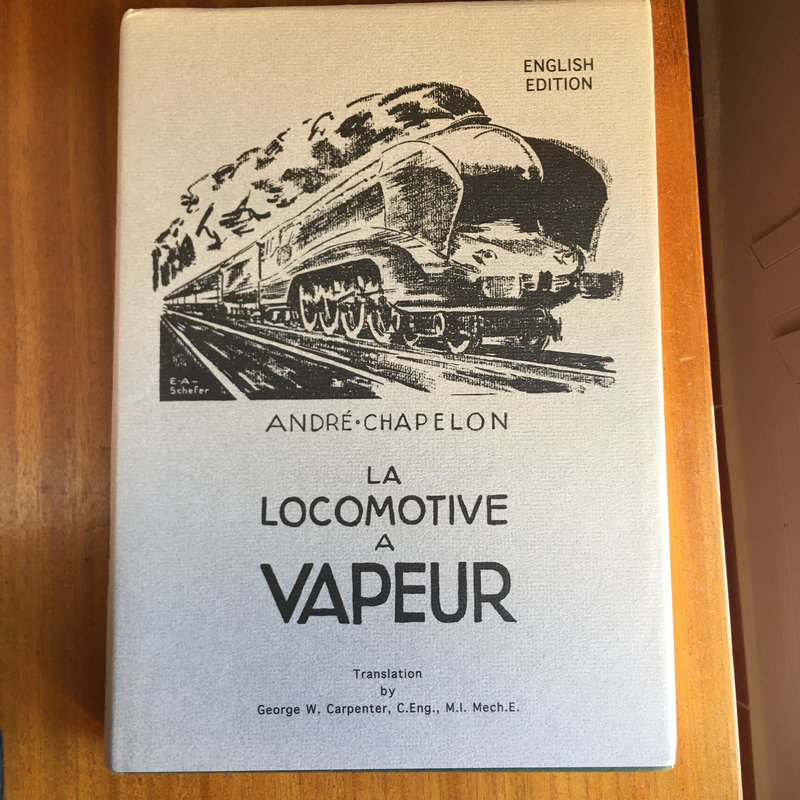 ENGLISH
EDITION
E·A-
Schefer
ANDRÉ·CHAPELON
LA
LOCOMOTIVE
A
VAPEUR
Translation
by
George W. Carpenter, C.Eng., M.I. Mech.E.